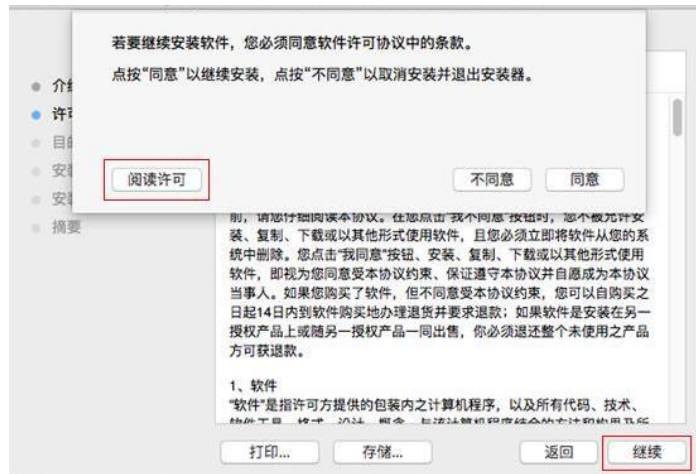 若要继续安装软件，您必须同意软件许可协议中的条款。
点按“同意”以继续安装，点按“不同意”以取消安装并退出安装器。
阅读许可
不同意
同意
介
许
目
安
安
摘要
前，请您仔细阅读本协议。在您点击“我不同意”按钮时，您不被允许安
装、复制、下载或以其他形式使用软件，且您必须立即将软件从您的系
统中删除。您点击“我同意”按钮、安装、复制、下载或以其他形式使用
软件，即视为您同意受本协议约束、保证遵守本协议并自愿成为本协议
当事人。如果您购买了软件，但不同意受本协议约束，您可以自购买之
日起14日内到软件购买地办理退货并要求退款；如果软件是安装在另一
授权产品上或随另一授权产品一同出售，你必须退还整个未使用之产品
方可获退款。
1、软件
“软件”是指许可方提供的包装内之计算机程序，以及所有代码、技术、
打印...
存储...
返回
继续